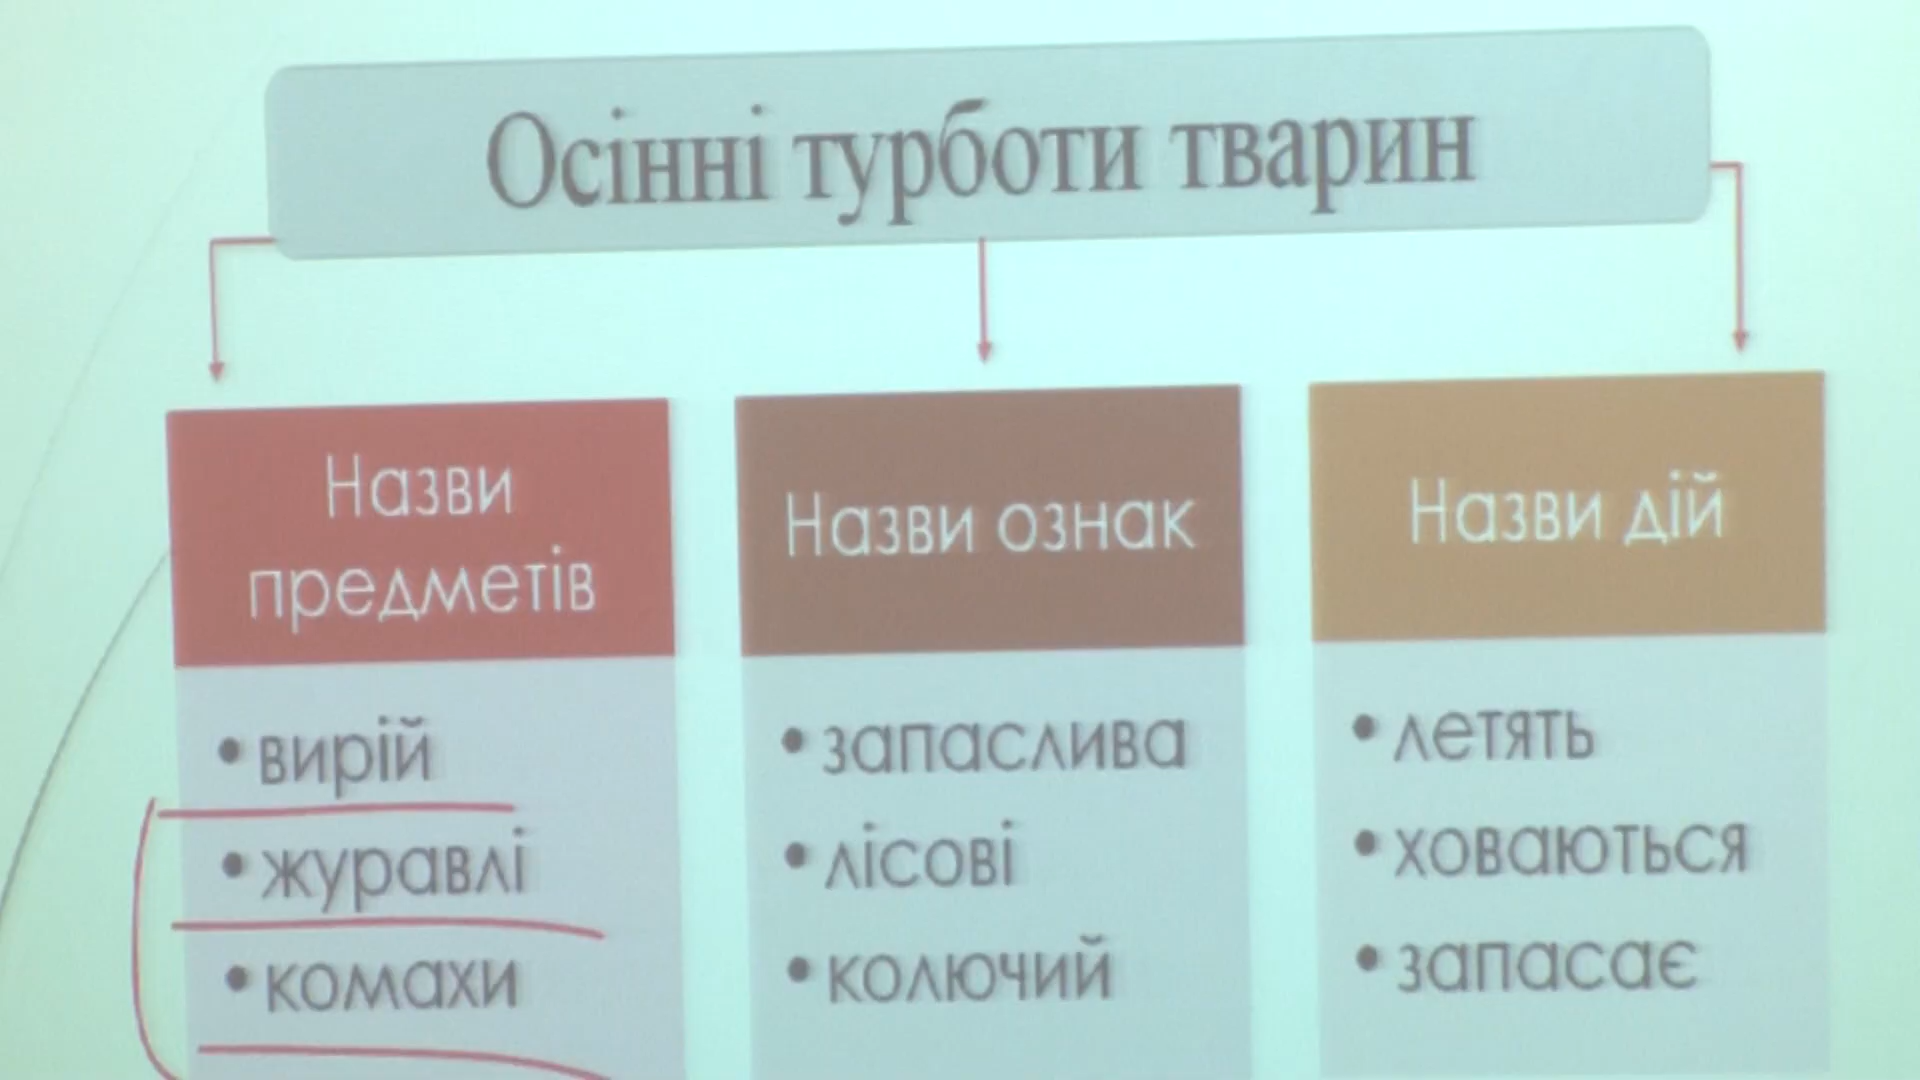 Осінні турботи тварин
Назви
предметів
• вирій
• журавлі
• комахи
Назви ознак
• запаслива
• лісові
• колючий
Назви дій
• летять
• ховаються
• запасає